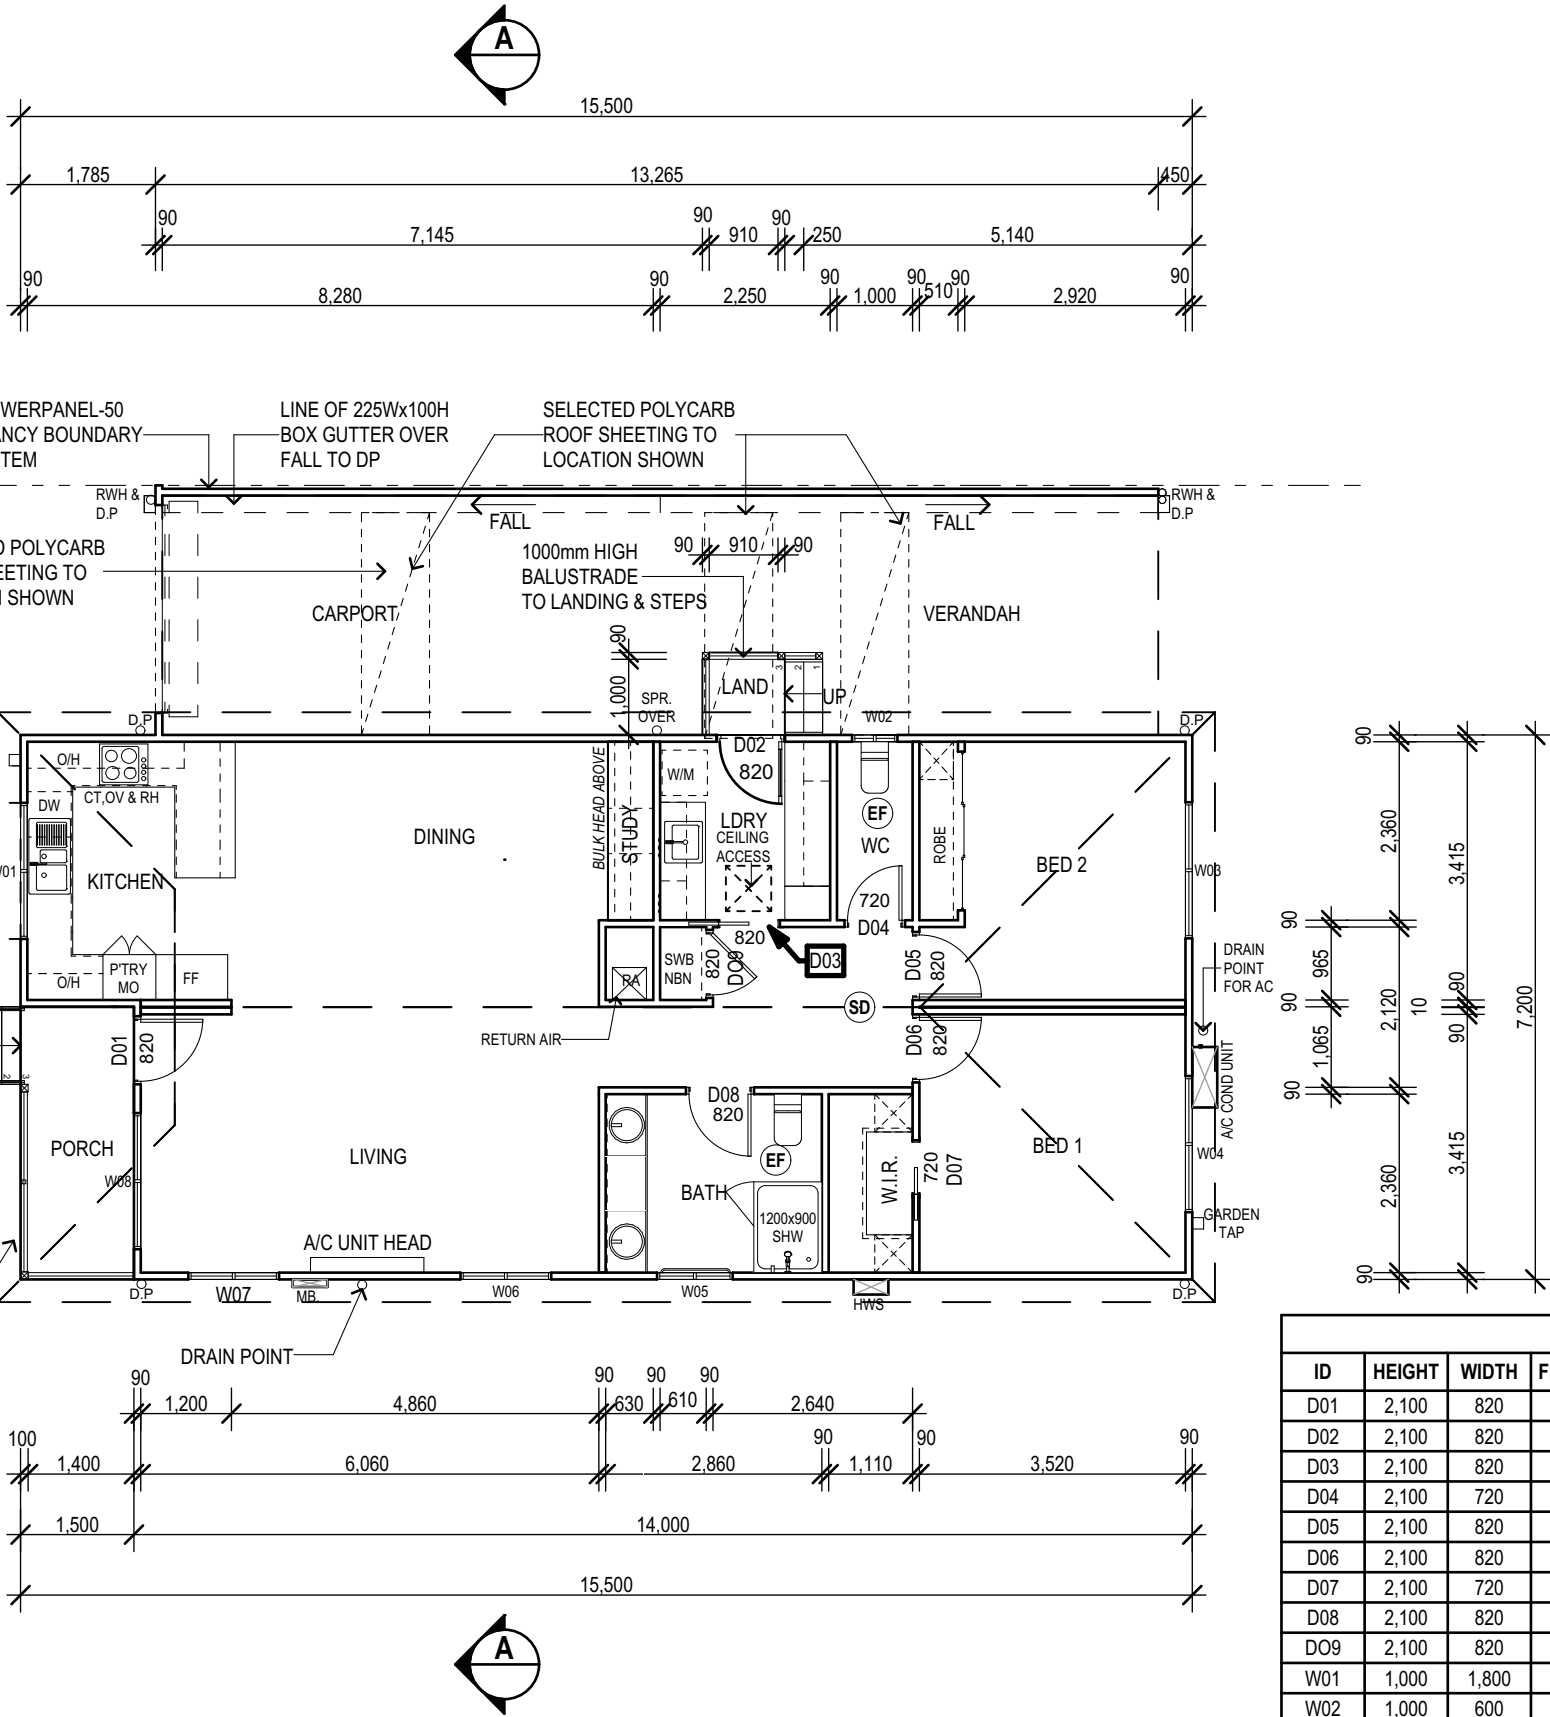 A
15,500
1,785
13,265
450
90
7,145
90
910
90
250
5,140
90
8,280
90
2,250
90
1,000
90
510
90
2,920
90
WERPANEL-50
ANCY BOUNDARY
TEM
LINE OF 225Wx100H
BOX GUTTER OVER
FALL TO DP
SELECTED POLYCARB
ROOF SHEETING TO
LOCATION SHOWN
RWH &
D.P
FALL
FALL
RWH &
D.P
D POLYCARB
EETING TO
N SHOWN
1000mm HIGH
BALUSTRADE
TO LANDING & STEPS
90
910
90
CARPORT
VERANDAH
90
1,000
SPR.
OVER
LAND
3
2
1
UP
D.P
W02
D.P
O/H
CT,OV & RH
DW
W01
KITCHEN
DINING
BULK HEAD ABOVE
STUDY
W/M
D02
820
LDRY
CEILING
ACCESS
EF
WC
720
D04
ROBE
BED 2
W03
O/H
P'TRY
MO
FF
RA
SWB
NBN
820
DO9
820
D03
D05
820
SD
RETURN AIR
D01
820
D06
820
D08
820
PORCH
W08
3
2
LIVING
EF
BATH
1200x900
SHW
W.I.R.
720
D07
BED 1
W04
A/C UNIT HEAD
D.P
W07
MB.
W06
W05
HWS
D.P
DRAIN POINT
DRAIN
POINT
FOR AC
A/C COND UNIT
GARDEN
TAP
90
2,360
3,415
90
965
90
2,120
10
90
90
1,065
90
7,200
2,360
3,415
90
90
1,200
4,860
90
630
90
610
90
2,640
100
1,400
6,060
2,860
90
1,110
90
3,520
90
1,500
14,000
15,500
A
ID HEIGHT WIDTH F
D01 2,100 820
D02 2,100 820
D03 2,100 820
D04 2,100 720
D05 2,100 820
D06 2,100 820
D07 2,100 720
D08 2,100 820
DO9 2,100 820
W01 1,000 1,800
W02 1,000 600